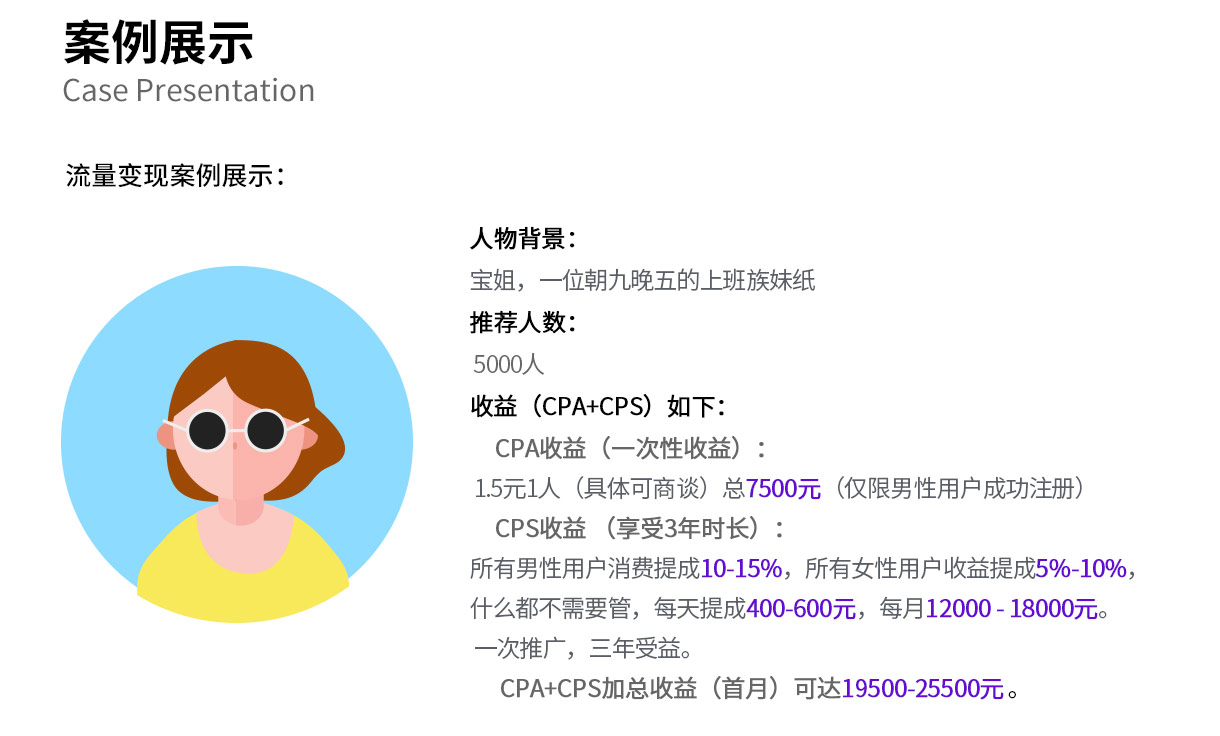 案例展示
Case Presentation
流量变现案例展示：
人物背景：
宝姐，一位朝九晚五的上班族妹纸
推荐人数：
5000人
收益（CPA+CPS）如下：
CPA收益（一次性收益）：
1.5元1人（具体可商谈）总7500元（仅限男性用户成功注册）
CPS收益 （享受3年时长）：
所有男性用户消费提成10-15%，所有女性用户收益提成5%-10%，
什么都不需要管，每天提成400-600元，每月12000 - 18000元。
一次推广，三年受益。
CPA+CPS加总收益（首月）可达19500-25500元 。